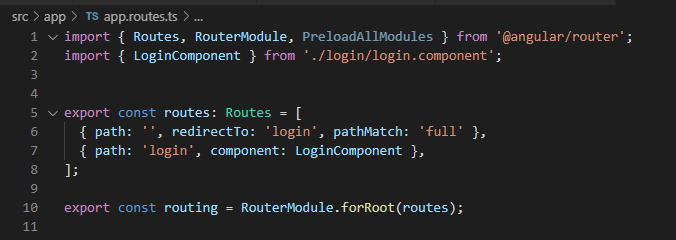 src > app > TS app.routes.ts > ...
1 import { Routes, RouterModule, PreloadAllModules } from '@angular/router';
2 import { LoginComponent } from './login/login.component';
3
4
5 export const routes: Routes = [
6 { path: '', redirectTo: 'login', pathMatch: 'full' },
7 { path: 'login', component: LoginComponent },
8 ];
9
10 export const routing = RouterModule.forRoot(routes);
11